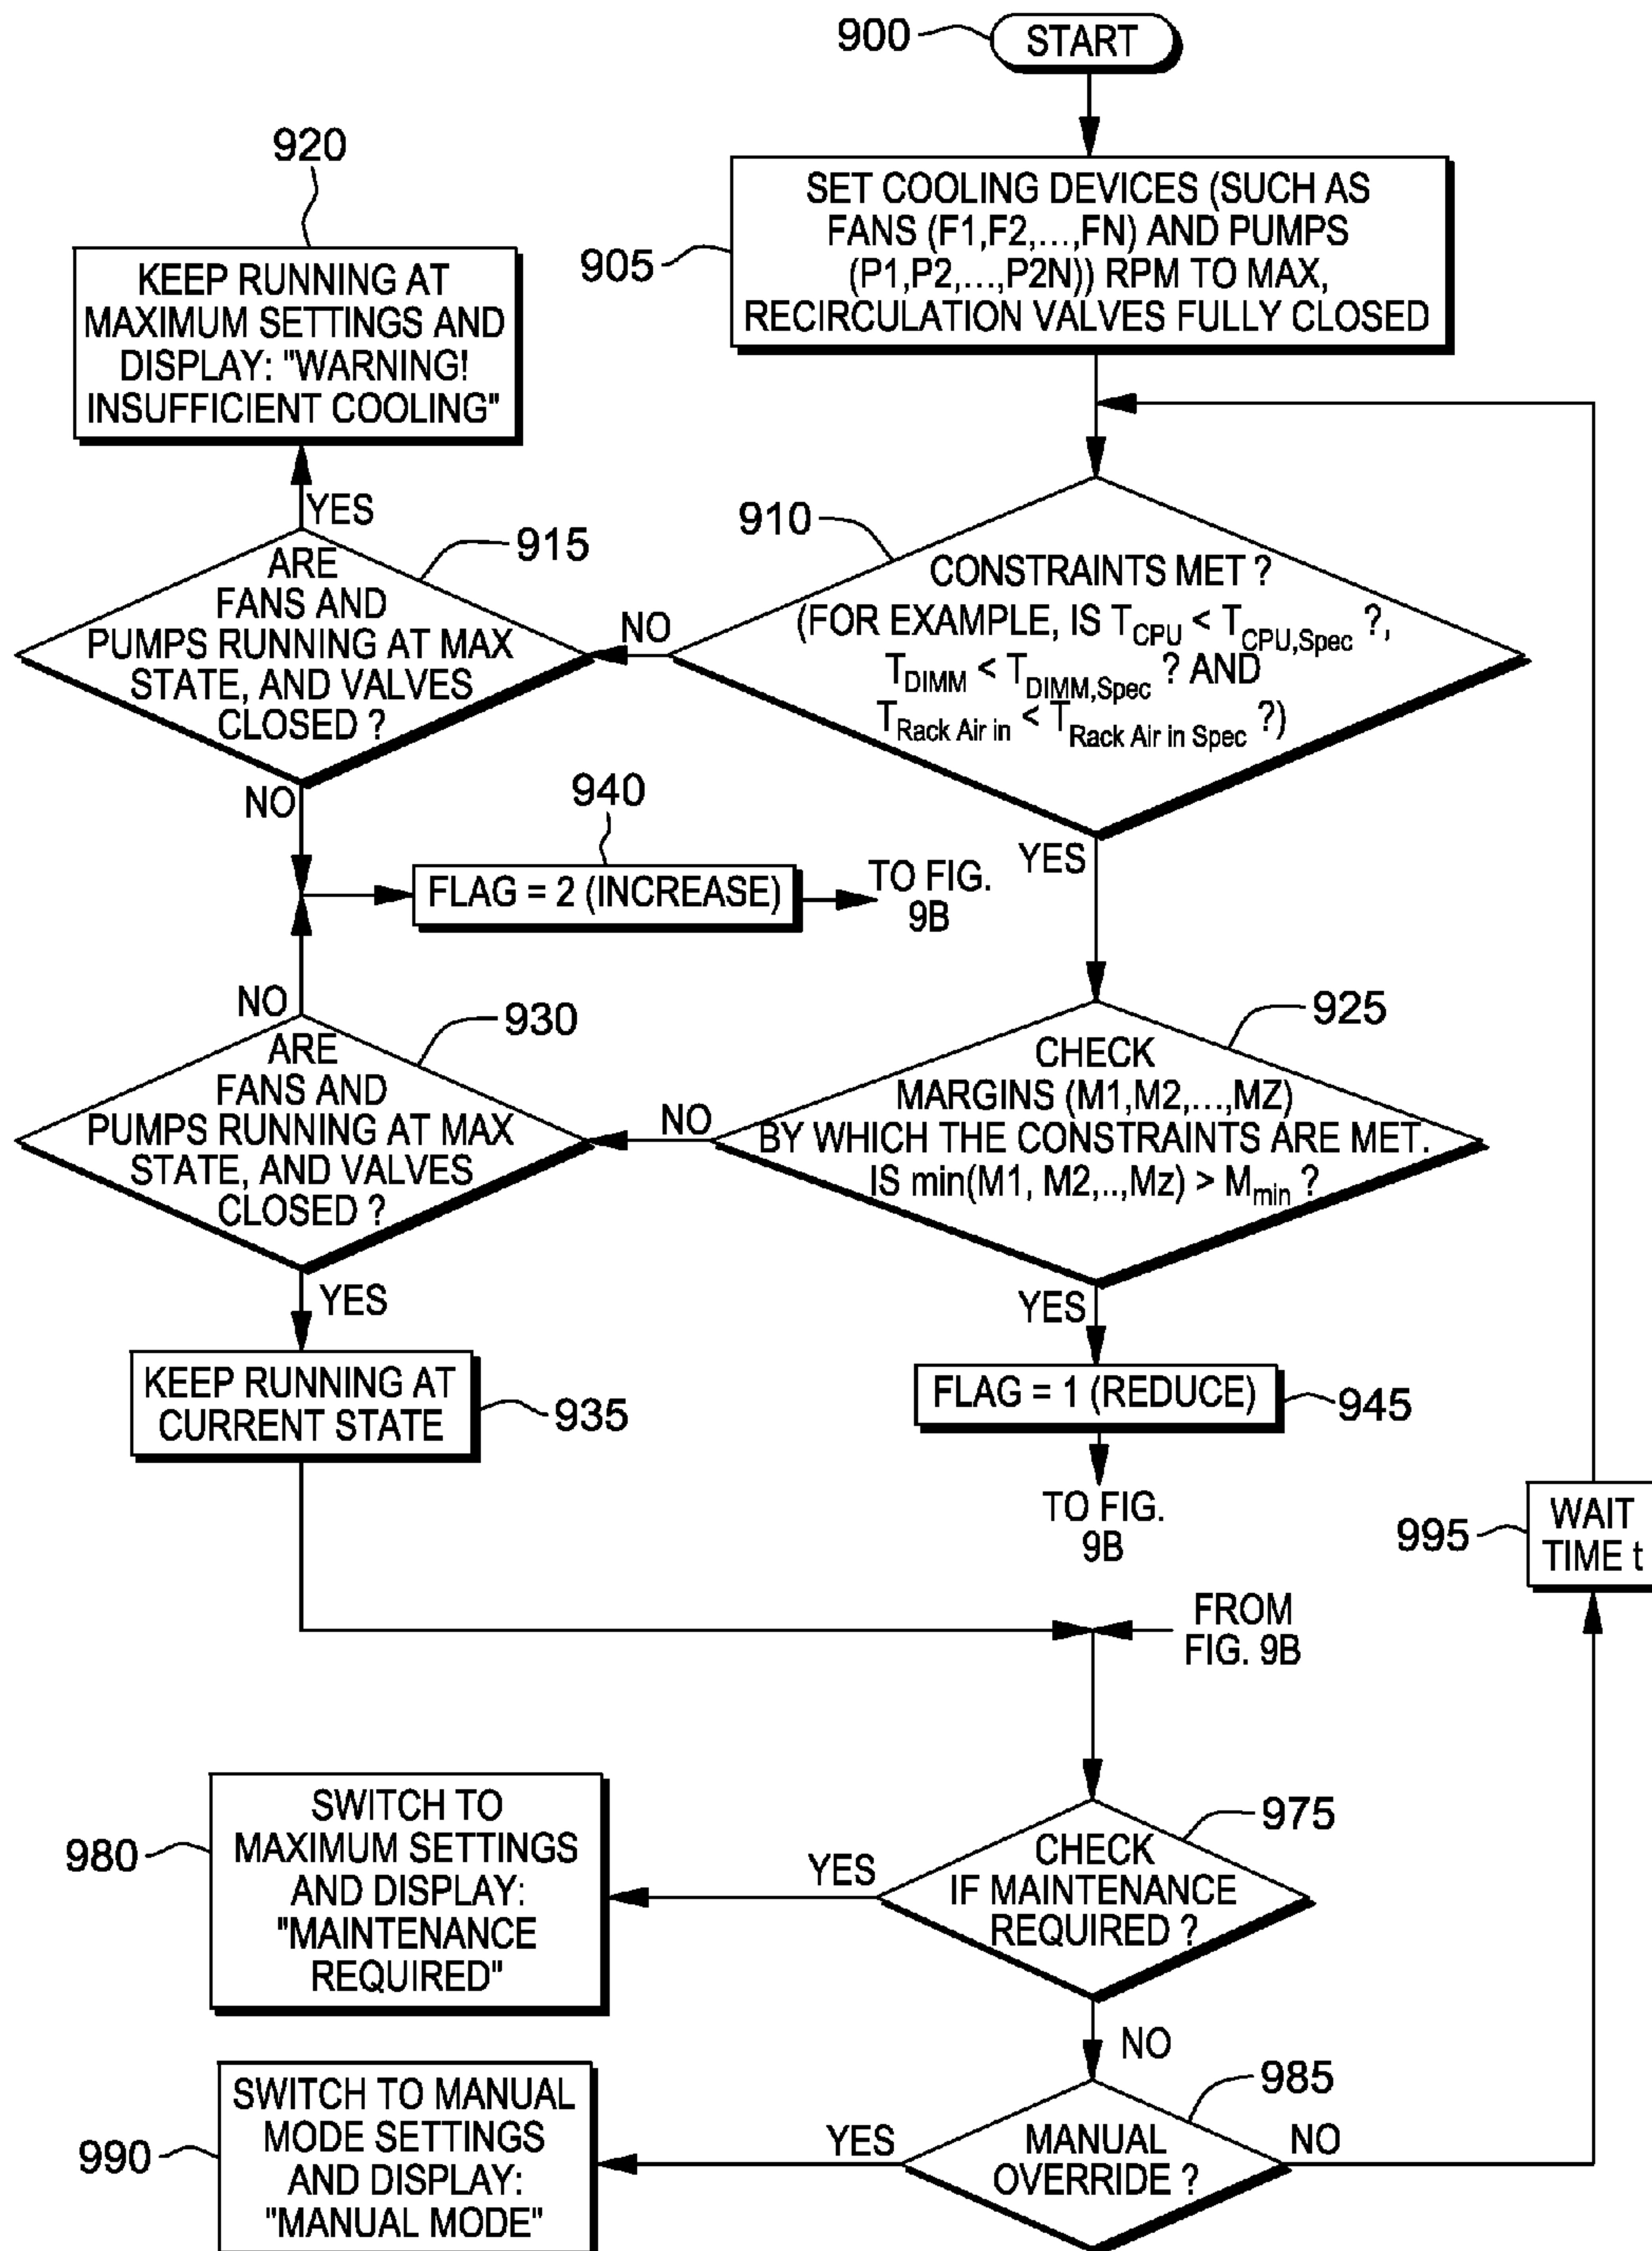 900
START
920
SET COOLING DEVICES (SUCH AS
FANS (F1,F2,...,FN) AND PUMPS
(P1,P2,...,P2N)) RPM TO MAX,
RECIRCULATION VALVES FULLY CLOSED
905
KEEP RUNNING AT
MAXIMUM SETTINGS AND
DISPLAY: "WARNING!
INSUFFICIENT COOLING"
YES
915
ARE
FANS AND
PUMPS RUNNING AT MAX
STATE, AND VALVES
CLOSED ?
NO
910
CONSTRAINTS MET ?
(FOR EXAMPLE, IS T_CPU < T_CPU,Spec ?,
T_DIMM < T_DIMM,Spec ? AND
T_Rack Air in < T_Rack Air in Spec ?)
NO
940
FLAG = 2 (INCREASE)
TO FIG.
9B
YES
NO
930
ARE
FANS AND
PUMPS RUNNING AT MAX
STATE, AND VALVES
CLOSED ?
NO
925
CHECK
MARGINS (M1,M2,...,MZ)
BY WHICH THE CONSTRAINTS ARE MET.
IS min(M1, M2,..,Mz) > M_min ?
YES
YES
KEEP RUNNING AT
CURRENT STATE
935
FLAG = 1 (REDUCE)
945
TO FIG.
9B
995
WAIT
TIME t
FROM
FIG. 9B
980
SWITCH TO
MAXIMUM SETTINGS
AND DISPLAY:
"MAINTENANCE
REQUIRED"
YES
975
CHECK
IF MAINTENANCE
REQUIRED ?
NO
990
SWITCH TO MANUAL
MODE SETTINGS
AND DISPLAY:
"MANUAL MODE"
YES
985
MANUAL
OVERRIDE ?
NO